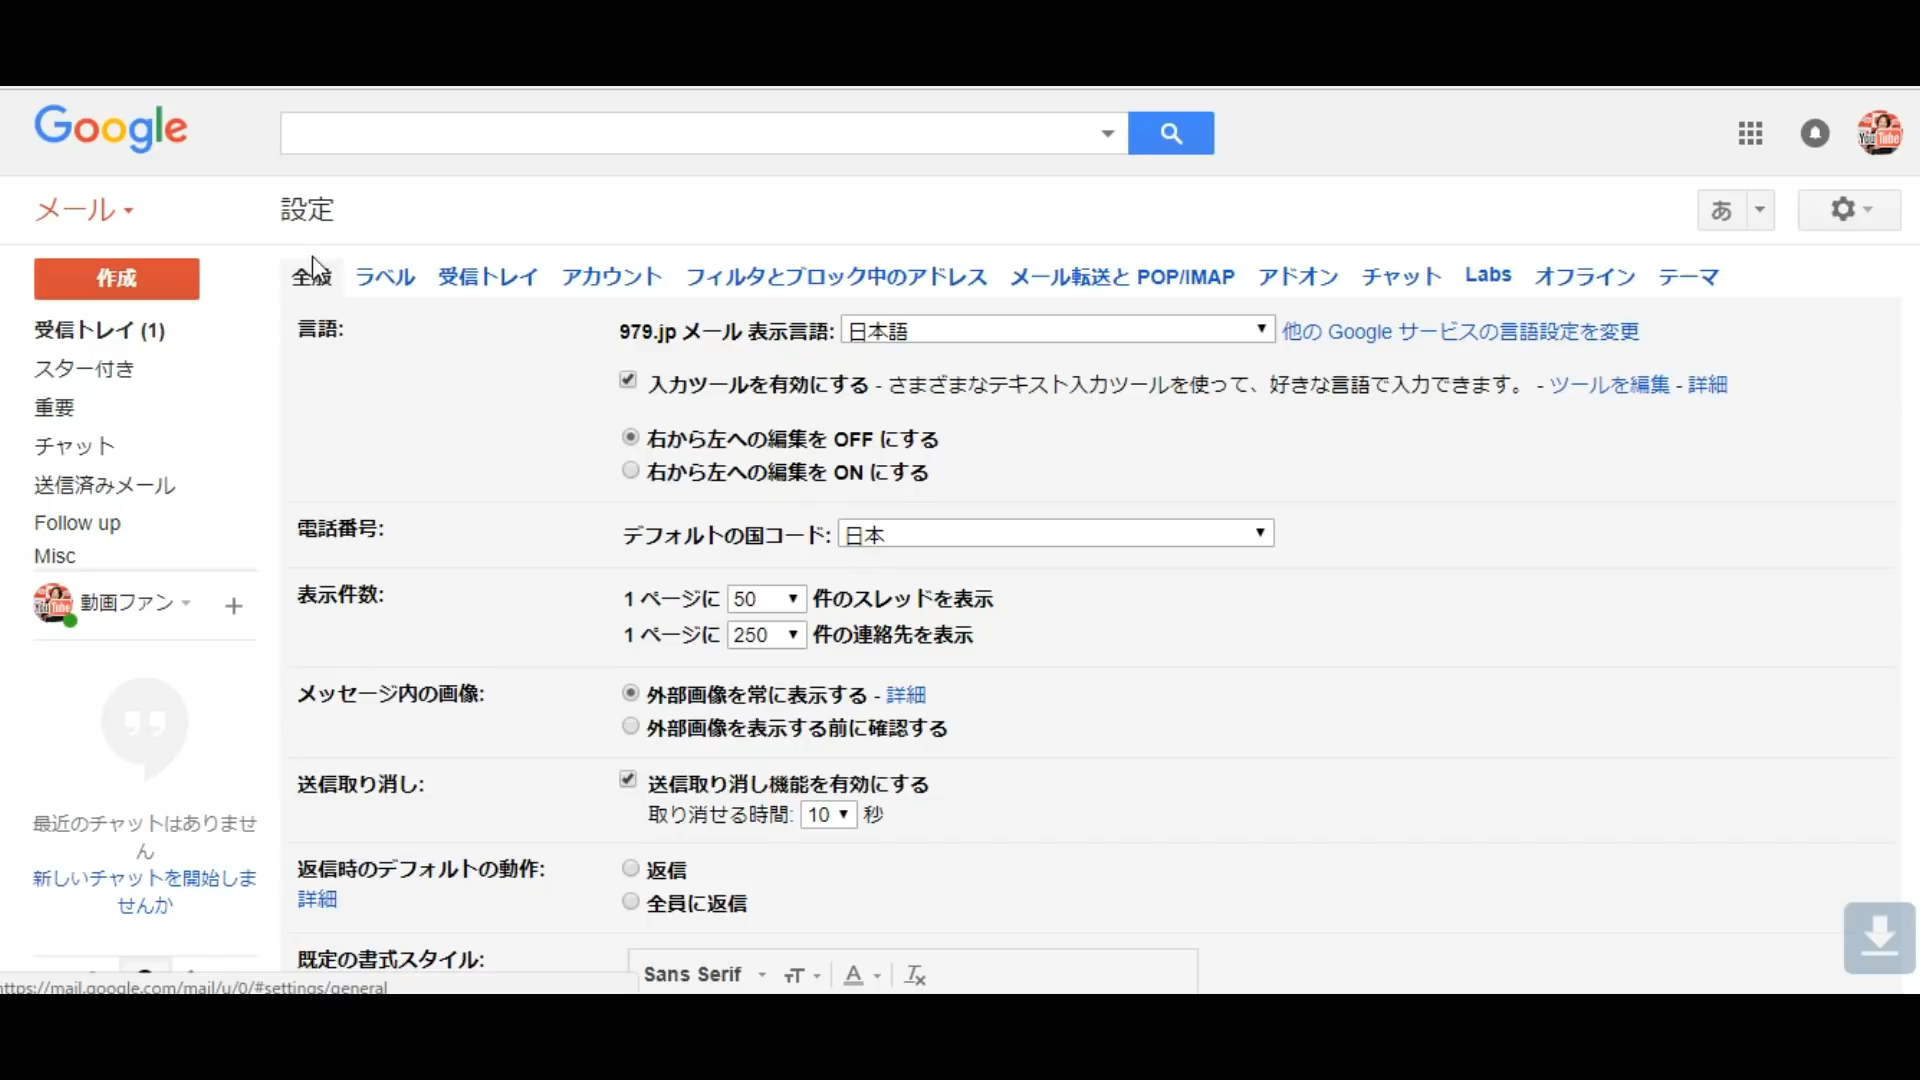 Google
メール
設定
あ
作成
全般 ラベル 受信トレイ アカウント フィルタとブロック中のアドレス メール転送と POP/IMAP アドオン チャット Labs オフライン テーマ
受信トレイ (1)
スター付き
重要
チャット
送信済みメール
Follow up
Misc
動画ファン
You Tube
最近のチャットはありませ
ん
新しいチャットを開始しま
せんか
言語:
979.jp メール 表示言語: 日本語 他の Google サービスの言語設定を変更
入力ツールを有効にする - さまざまなテキスト入力ツールを使って、好きな言語で入力できます。 - ツールを編集 - 詳細
右から左への編集を OFF にする
右から左への編集を ON にする
電話番号:
デフォルトの国コード: 日本
表示件数:
1 ページに 50 件のスレッドを表示
1 ページに 250 件の連絡先を表示
メッセージ内の画像:
外部画像を常に表示する - 詳細
外部画像を表示する前に確認する
送信取り消し:
送信取り消し機能を有効にする
取り消せる時間: 10 秒
返信時のデフォルトの動作:
詳細
返信
全員に返信
既定の書式スタイル:
Sans Serif
https://mail.google.com/mail/u/0/#settings/general